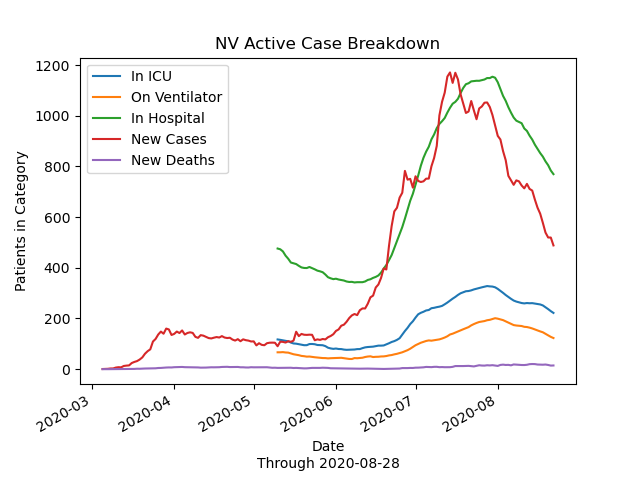 NV Active Case Breakdown
In ICU
On Ventilator
In Hospital
New Cases
New Deaths
Patients in Category
1200
1000
800
600
400
200
0
2020-03
2020-04
2020-05
2020-06
2020-07
2020-08
Date
Through 2020-08-28